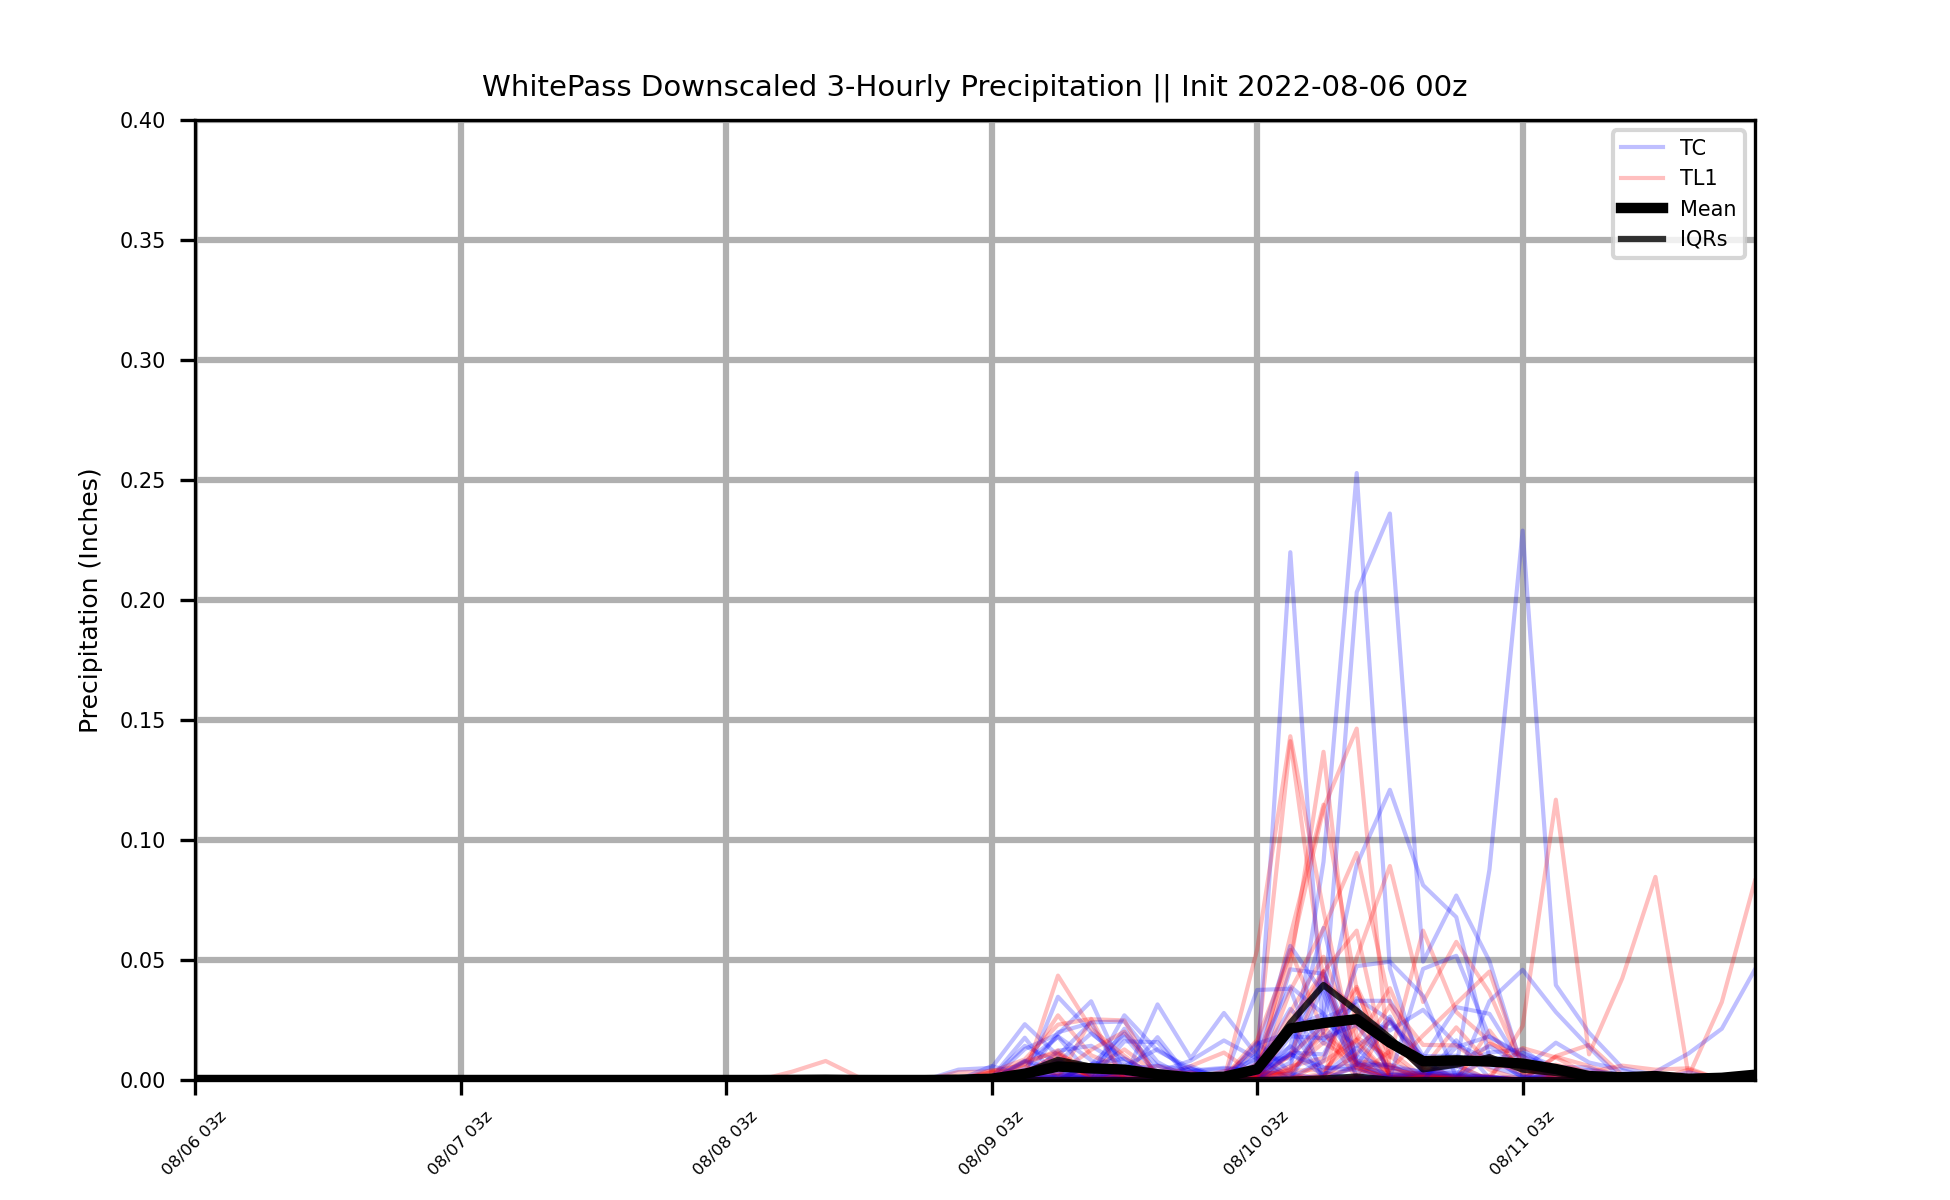 WhitePass Downscaled 3-Hourly Precipitation || Init 2022-08-06 00z
Precipitation (Inches)
0.40
0.35
0.30
0.25
0.20
0.15
0.10
0.05
0.00
TC
TL1
Mean
IQRs
08/06 03z
08/07 03z
08/08 03z
08/09 03z
08/10 03z
08/11 03z